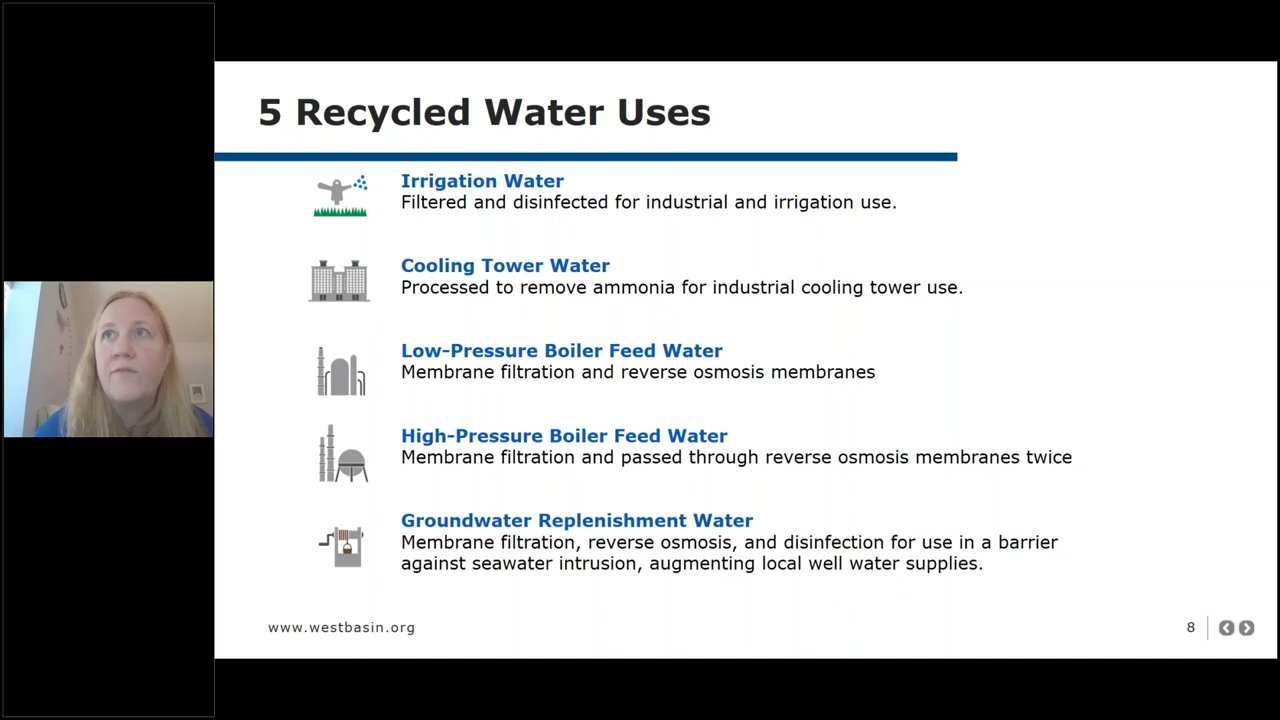 5 Recycled Water Uses
Irrigation Water
Filtered and disinfected for industrial and irrigation use.
Cooling Tower Water
Processed to remove ammonia for industrial cooling tower use.
Low-Pressure Boiler Feed Water
Membrane filtration and reverse osmosis membranes
High-Pressure Boiler Feed Water
Membrane filtration and passed through reverse osmosis membranes twice
Groundwater Replenishment Water
Membrane filtration, reverse osmosis, and disinfection for use in a barrier
against seawater intrusion, augmenting local well water supplies.
www.westbasin.org
8